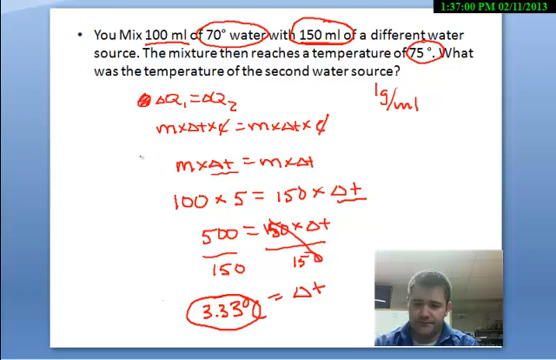 1:37:00 PM 02/11/2013
• You Mix 100 ml of 70° water with 150 ml of a different water
source. The mixture then reaches a temperature of 75 °. What
was the temperature of the second water source?
1g/ml
ΔQ₁ = ΔQ₂
m×Δt×c = m×Δt×c
m×Δt = m×Δt
100 × 5 = 150 × Δt
500 = 150 × Δt
150 150
3.33° = Δt